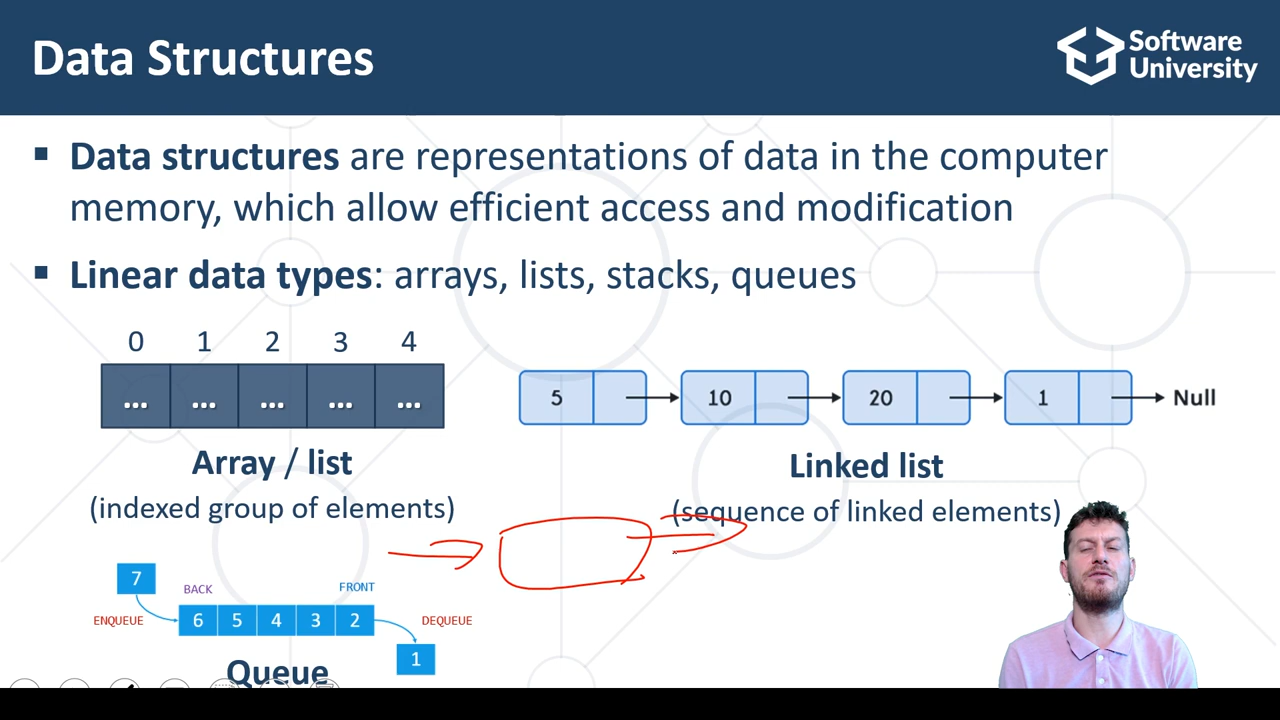 Data Structures
Software
University
▪ Data structures are representations of data in the computer
memory, which allow efficient access and modification
▪ Linear data types: arrays, lists, stacks, queues
0 1 2 3 4
... ... ... ... ...
Array / list
(indexed group of elements)
5 10 20 1 Null
Linked list
(sequence of linked elements)
7
BACK FRONT
ENQUEUE 6 5 4 3 2 DEQUEUE
1
Queue